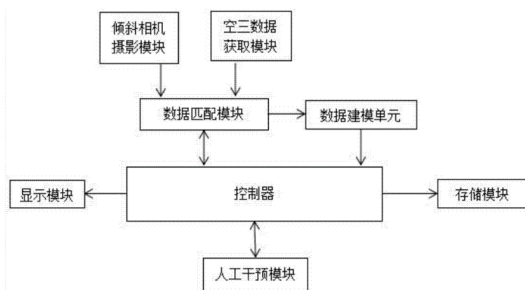 倾斜相机
摄影模块
空三数据
获取模块
数据匹配模块
数据建模单元
显示模块
控制器
存储模块
人工干预模块